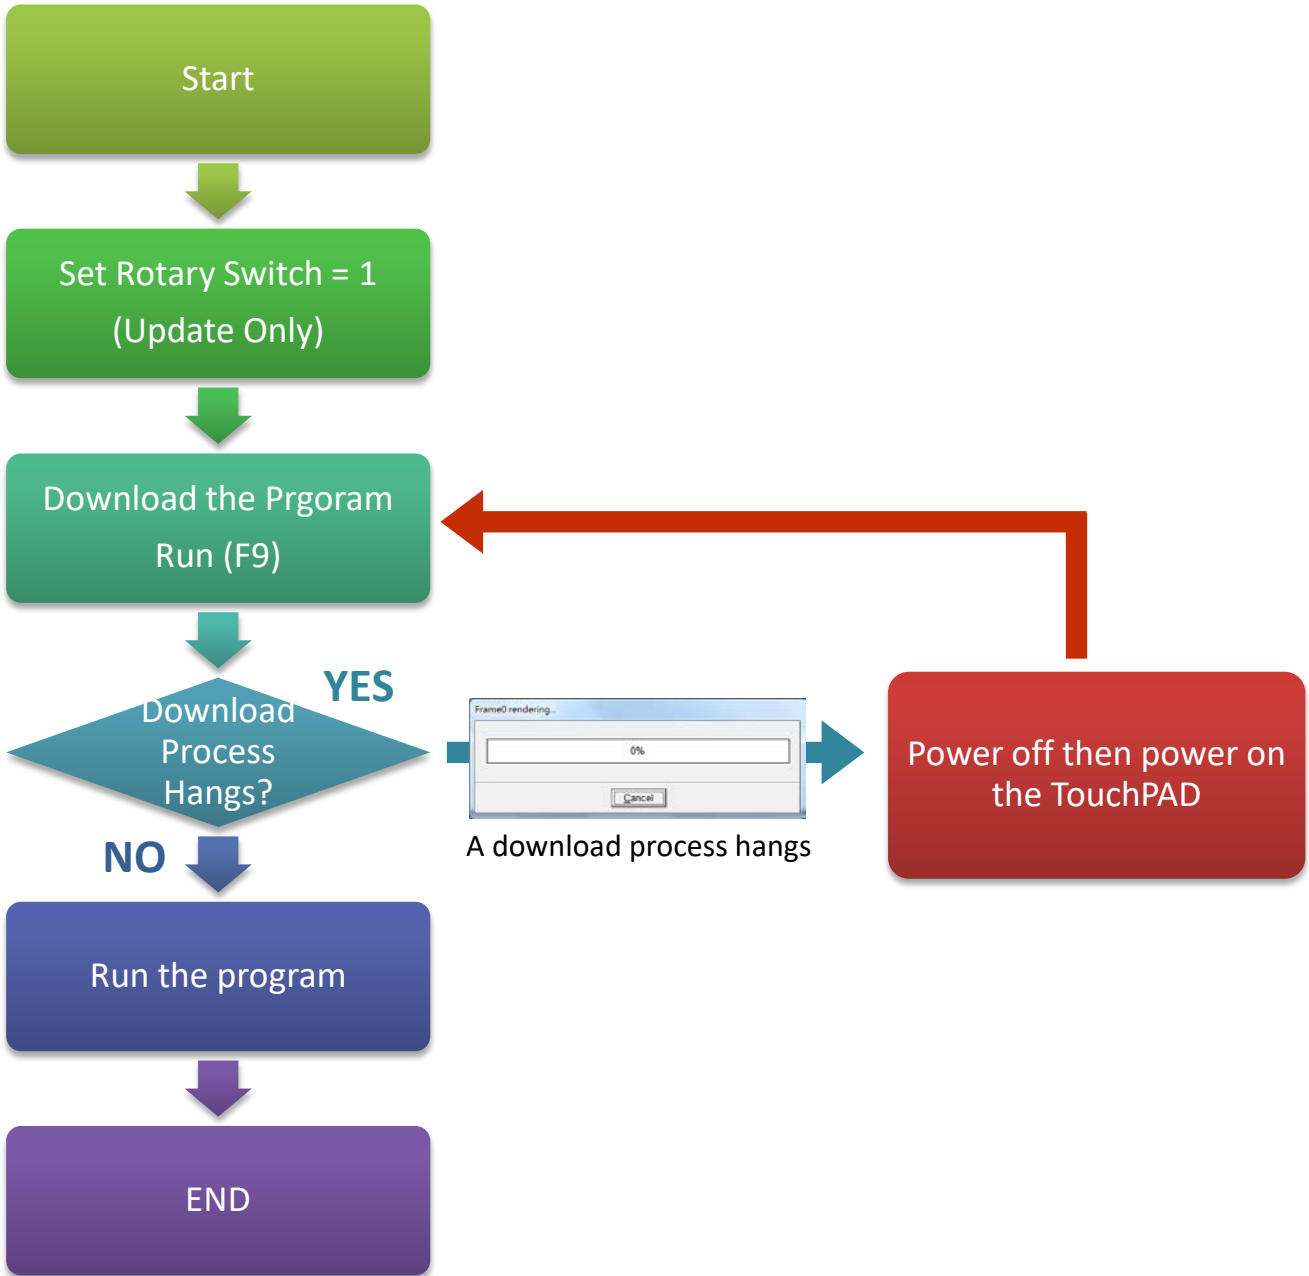 Start
Set Rotary Switch = 1
(Update Only)
Download the Prgoram
Run (F9)
Download
Process
Hangs?
YES
Frame0 rendering...
0%
Cancel
A download process hangs
Power off then power on
the TouchPAD
NO
Run the program
END